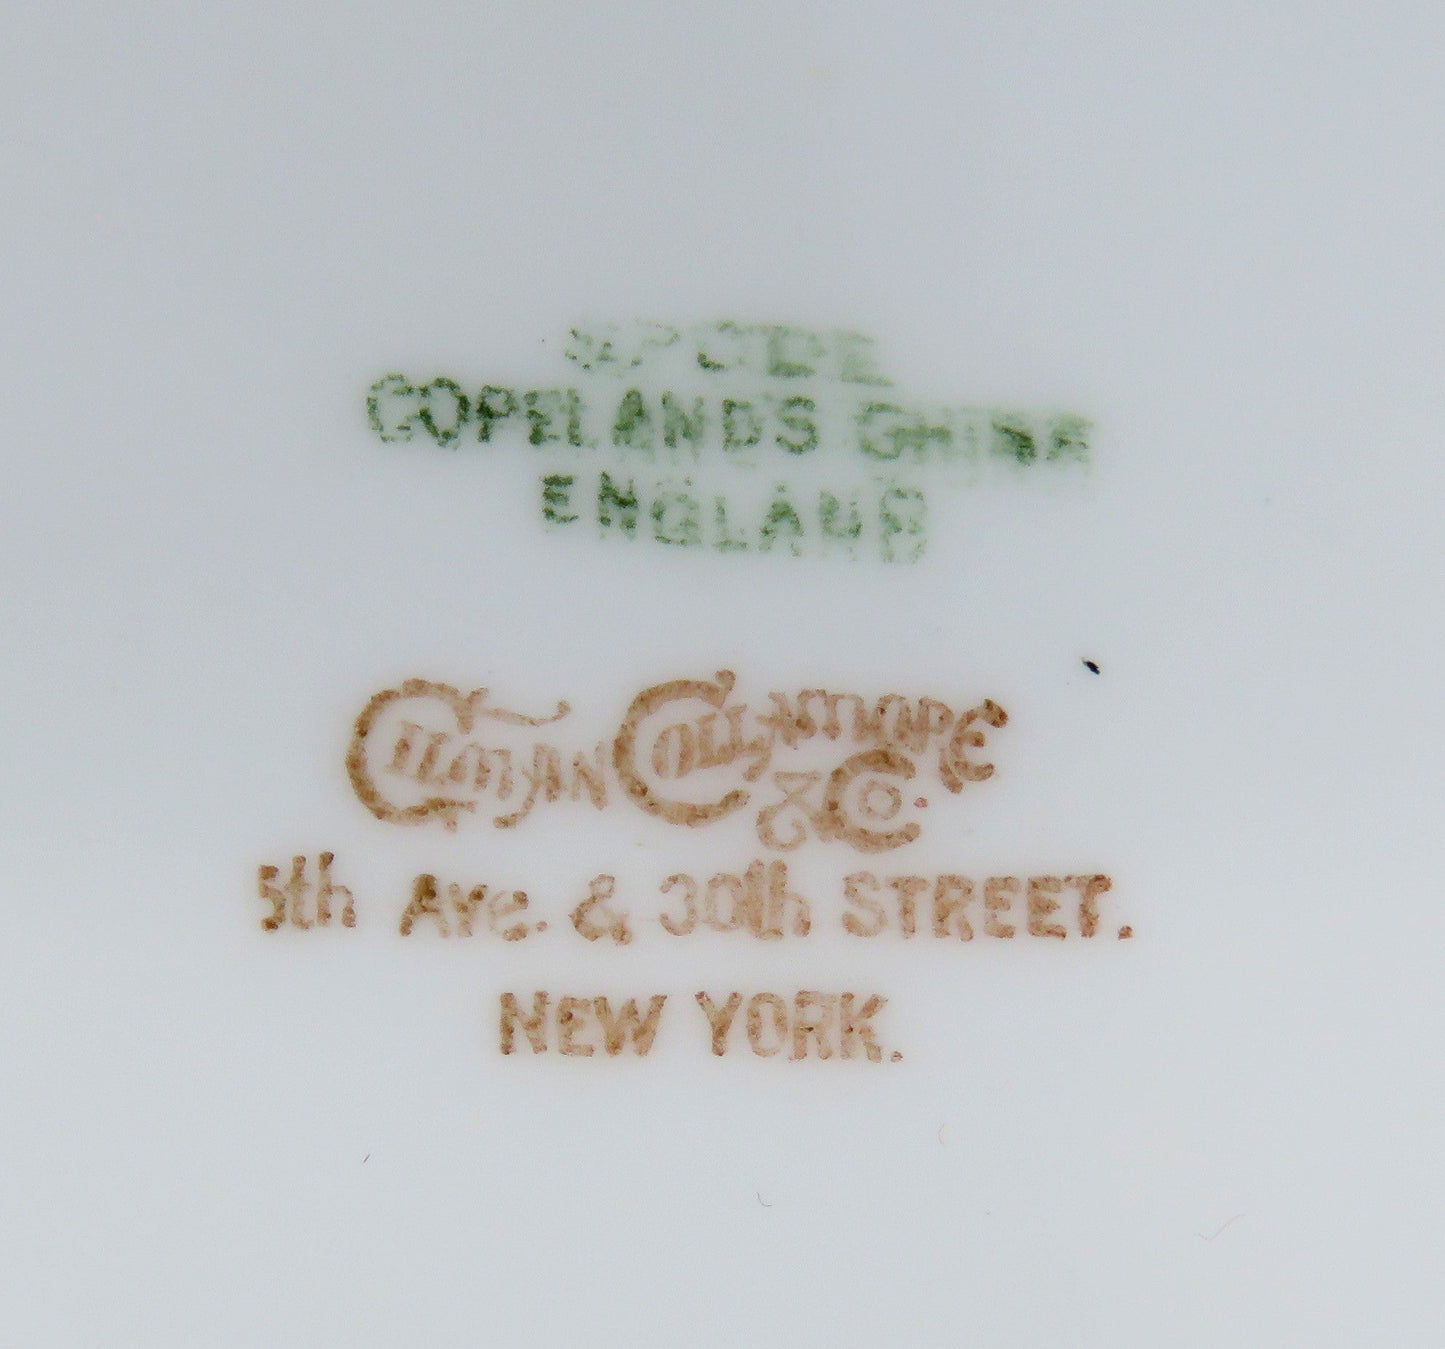 SPODE
COPELAND'S CHINA
ENGLAND
GILMAN COLLAMORE
& CO.
5th Ave. & 30th STREET.
NEW YORK.